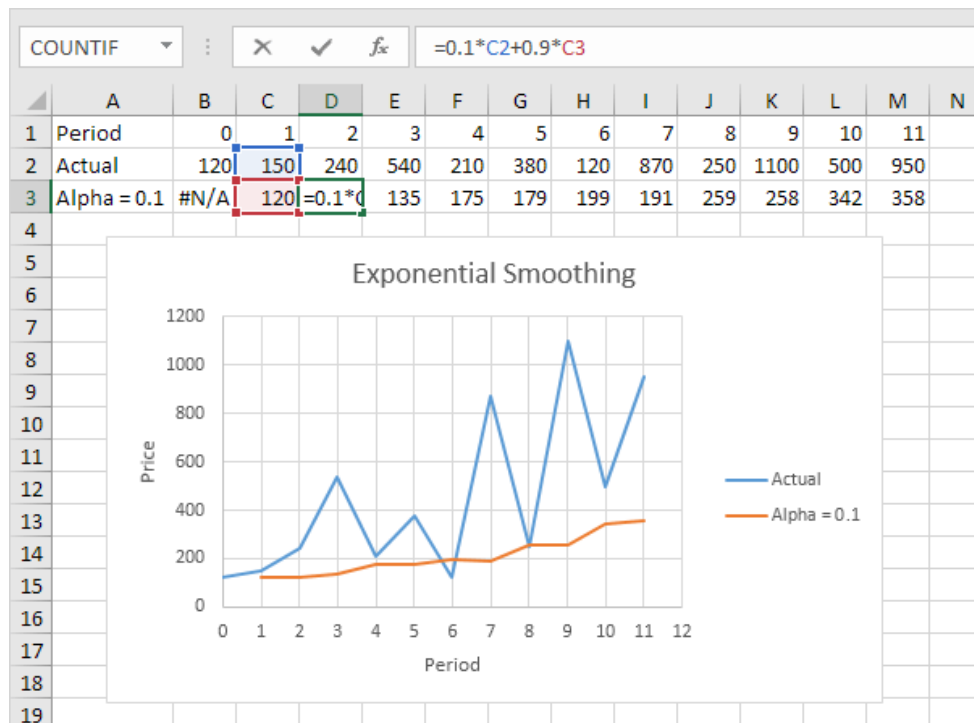 COUNTIF fx =0.1*C2+0.9*C3
A B C D E F G H I J K L M N
1 Period 0 1 2 3 4 5 6 7 8 9 10 11
2 Actual 120 150 240 540 210 380 120 870 250 1100 500 950
3 Alpha = 0.1 #N/A 120 =0.1*C 135 175 179 199 191 259 258 342 358
4
5
6
7
8
9
10
11
12
13
14
15
16
17
18
19
Exponential Smoothing
1200
1000
800
600
400
200
0
Price
0 1 2 3 4 5 6 7 8 9 10 11 12
Period
Actual
Alpha = 0.1